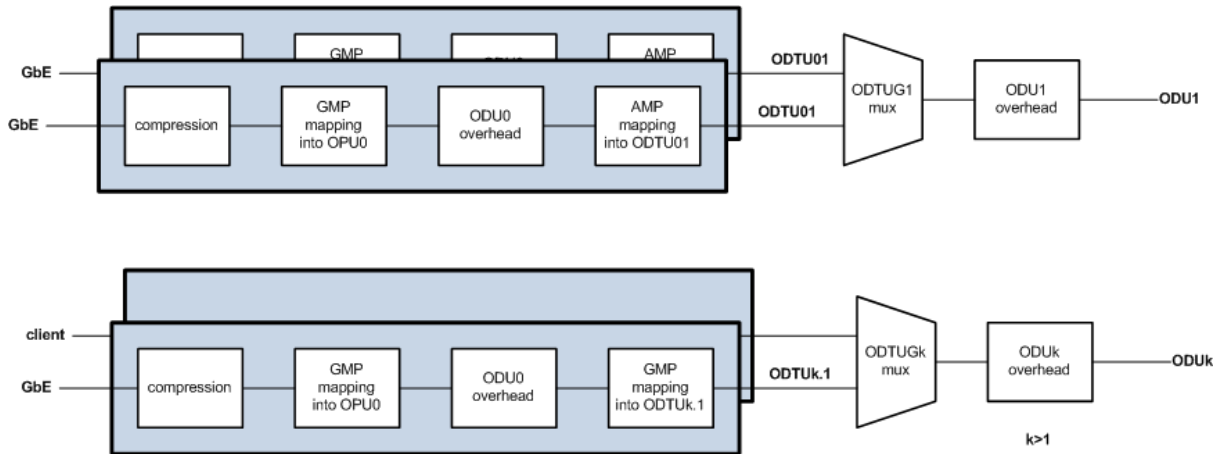 GMP
AMP
ODTU01
GbE
GbE
compression
GMP
mapping
into OPU0
ODU0
overhead
AMP
mapping
into ODTU01
ODTU01
ODTUG1
mux
ODU1
overhead
ODU1
client
GbE
compression
GMP
mapping
into OPU0
ODU0
overhead
GMP
mapping
into ODTUk.1
ODTUk.1
ODTUGk
mux
ODUk
overhead
ODUk
k>1